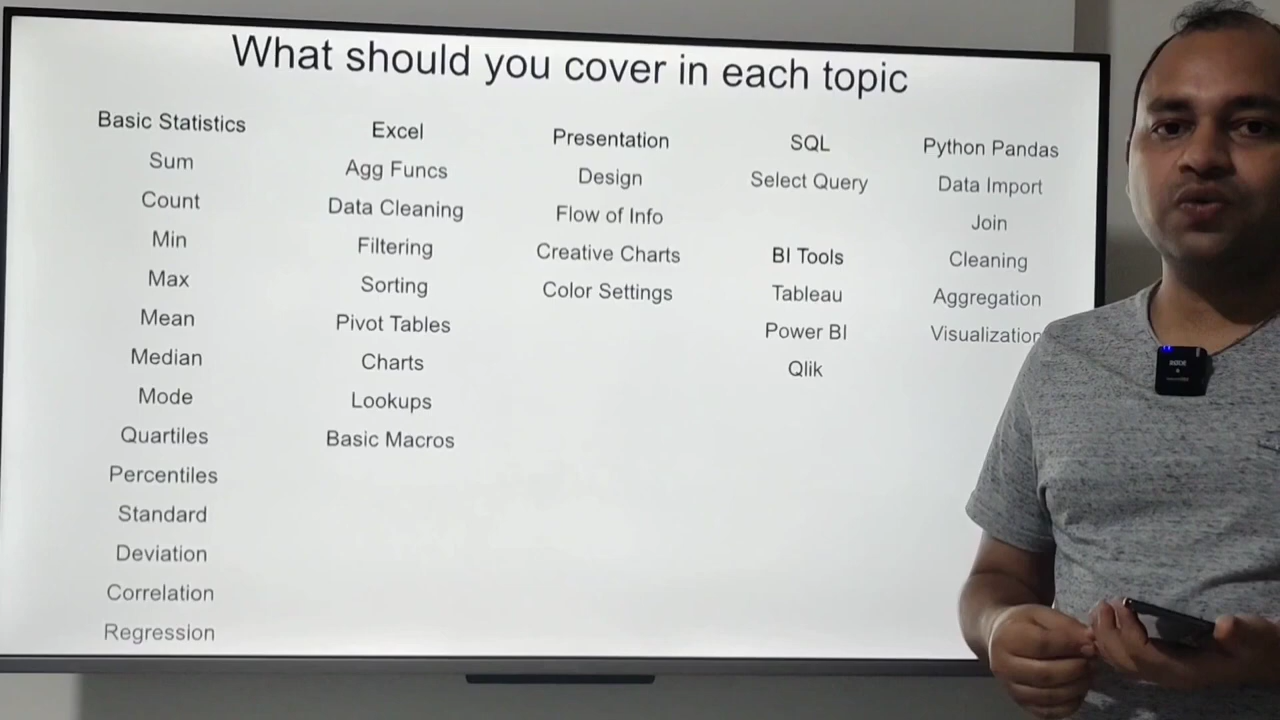 What should you cover in each topic
Basic Statistics
Sum
Count
Min
Max
Mean
Median
Mode
Quartiles
Percentiles
Standard
Deviation
Correlation
Regression
Excel
Agg Funcs
Data Cleaning
Filtering
Sorting
Pivot Tables
Charts
Lookups
Basic Macros
Presentation
Design
Flow of Info
Creative Charts
Color Settings
SQL
Select Query
BI Tools
Tableau
Power BI
Qlik
Python Pandas
Data Import
Join
Cleaning
Aggregation
Visualization